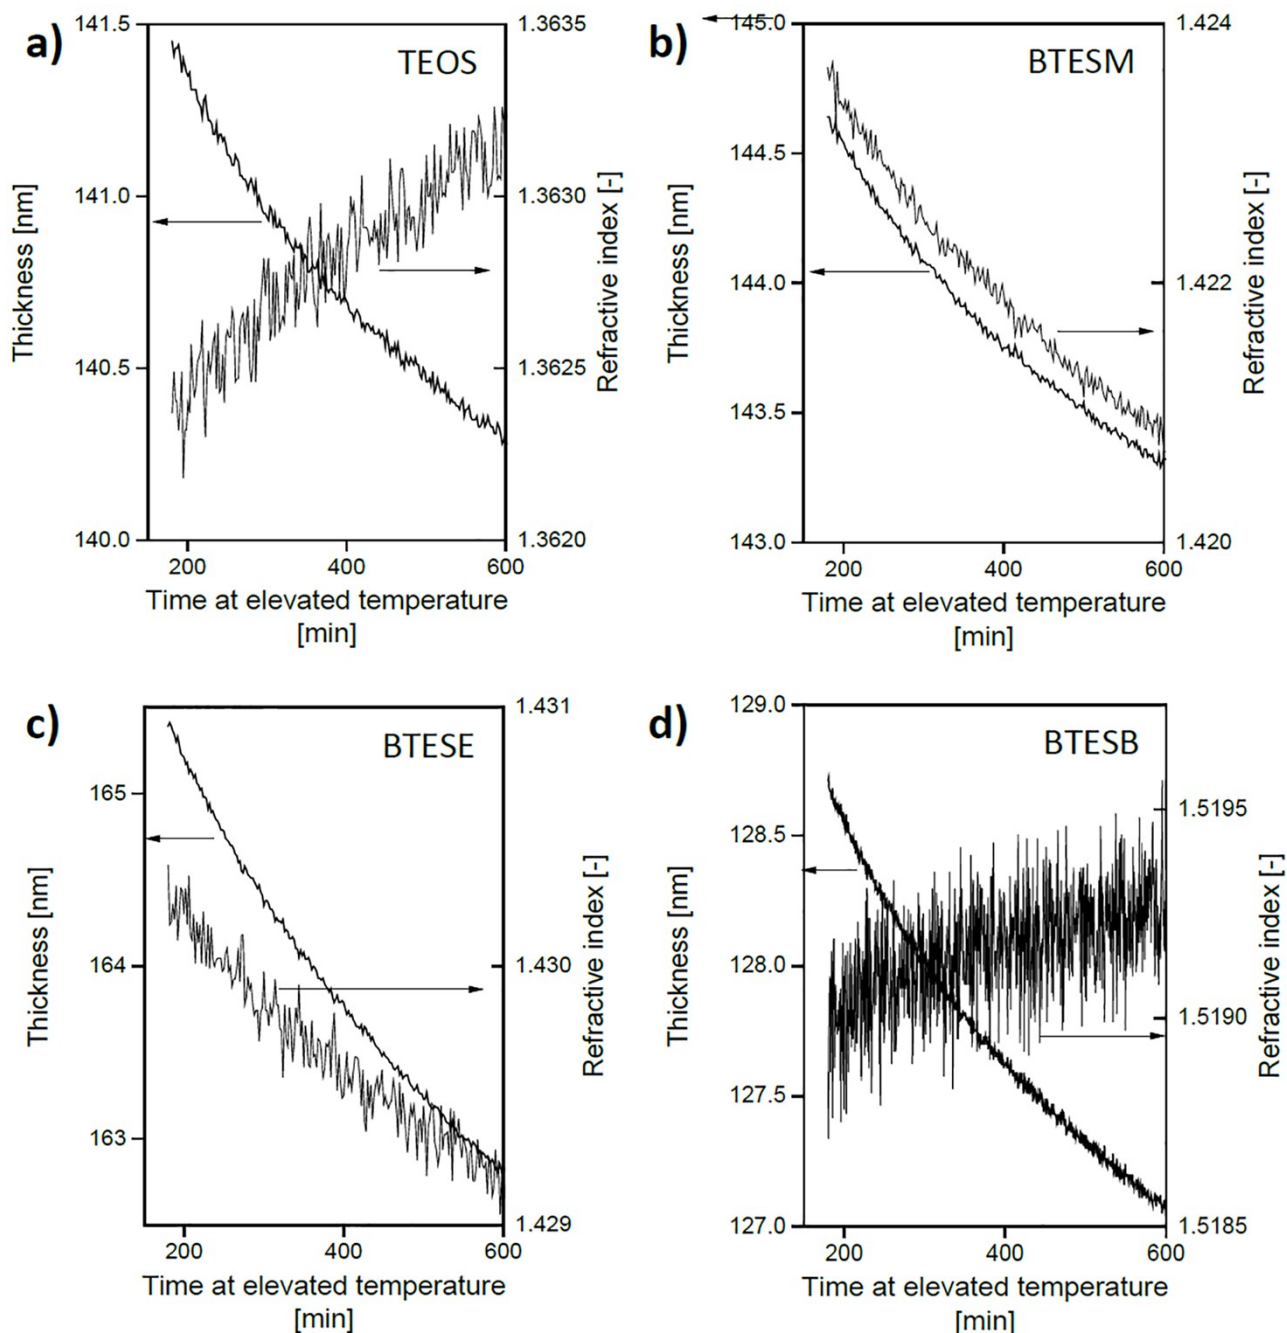 a)
TEOS
141.5
141.0
140.5
140.0
Thickness [nm]
1.3635
1.3630
1.3625
1.3620
Refractive index [-]
200
400
600
Time at elevated temperature
[min]
b)
BTESM
145.0
144.5
144.0
143.5
143.0
Thickness [nm]
1.424
1.422
1.420
Refractive index [-]
200
400
600
Time at elevated temperature
[min]
c)
BTESE
165
164
163
Thickness [nm]
1.431
1.430
1.429
Refractive index [-]
200
400
600
Time at elevated temperature
[min]
d)
BTESB
129.0
128.5
128.0
127.5
127.0
Thickness [nm]
1.5195
1.5190
1.5185
Refractive index [-]
200
400
600
Time at elevated temperature
[min]